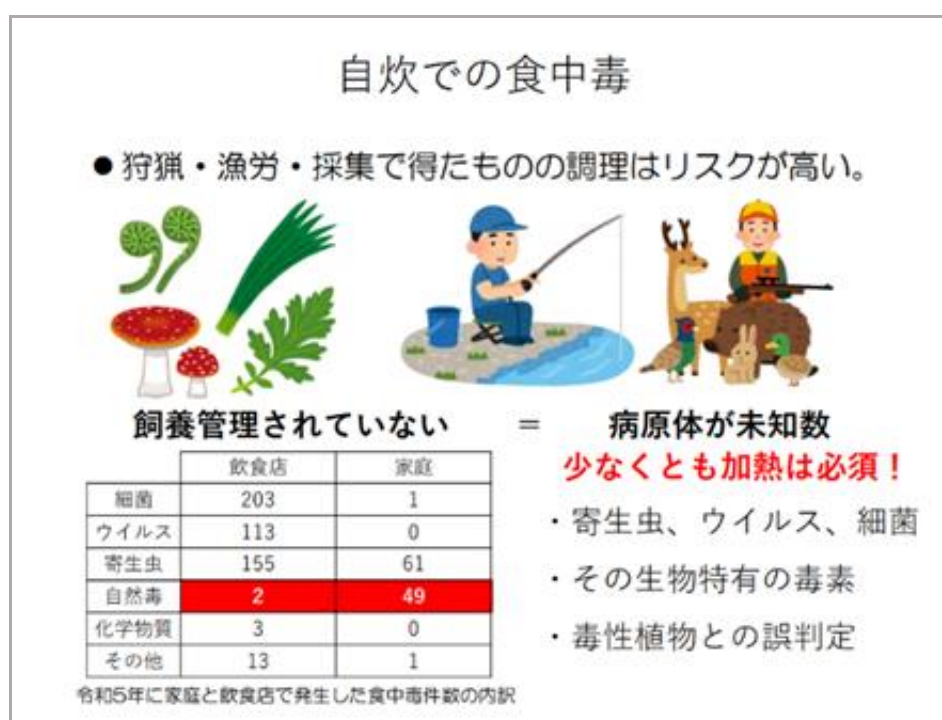 自炊での食中毒
● 狩猟・漁労・採集で得たものの調理はリスクが高い。
飼養管理されていない = 病原体が未知数
少なくとも加熱は必須！
飲食店 家庭
細菌 203 1
ウイルス 113 0
寄生虫 155 61
自然毒 2 49
化学物質 3 0
その他 13 1
令和5年に家庭と飲食店で発生した食中毒件数の内訳
・寄生虫、ウイルス、細菌
・その生物特有の毒素
・毒性植物との誤判定